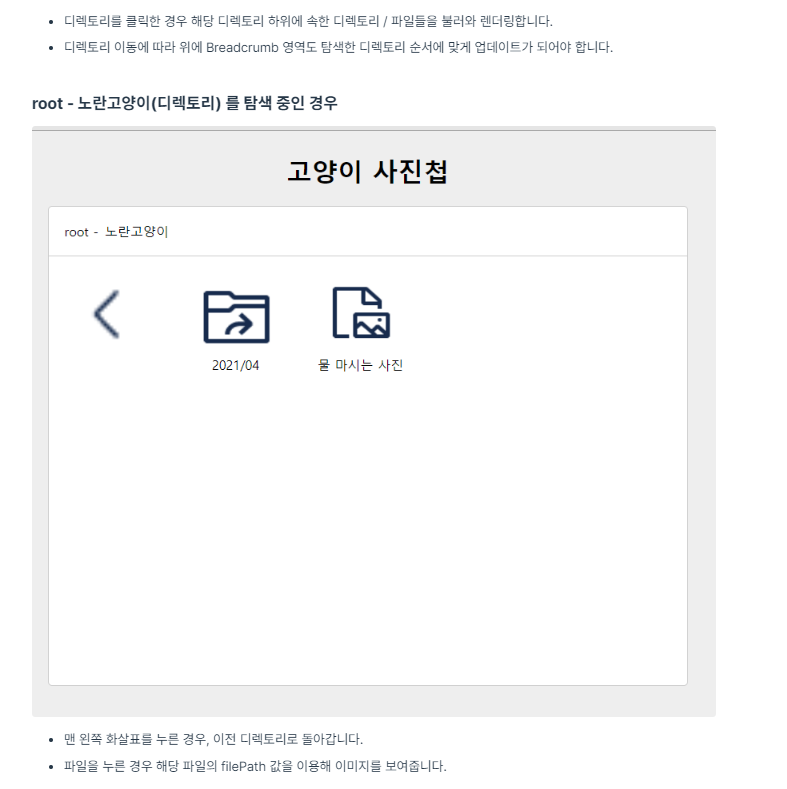 디렉토리를 클릭한 경우 해당 디렉토리 하위에 속한 디렉토리 / 파일들을 불러와 렌더링합니다.
디렉토리 이동에 따라 위에 Breadcrumb 영역도 탐색한 디렉토리 순서에 맞게 업데이트가 되어야 합니다.
root - 노란고양이(디렉토리) 를 탐색 중인 경우
고양이 사진첩
root - 노란고양이
2021/04
물 마시는 사진
맨 왼쪽 화살표를 누른 경우, 이전 디렉토리로 돌아갑니다.
파일을 누른 경우 해당 파일의 filePath 값을 이용해 이미지를 보여줍니다.